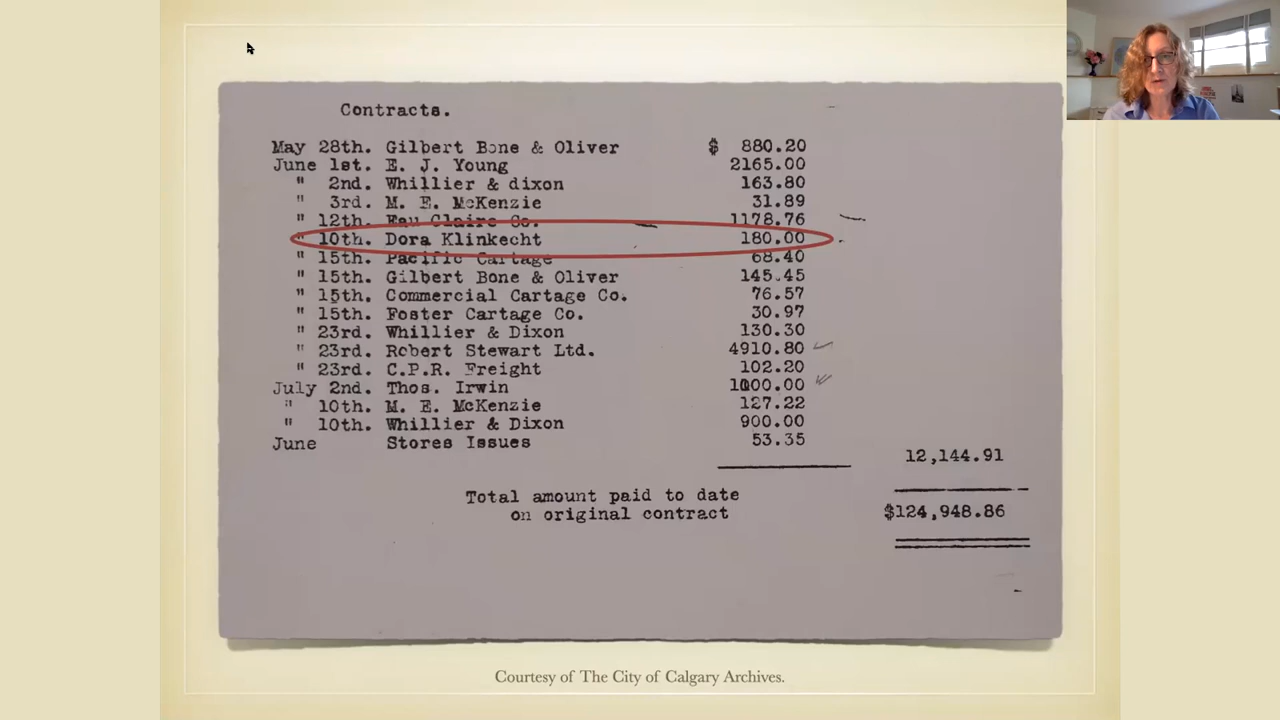 Contracts.
May 28th. Gilbert Bone & Oliver $ 880.20
June 1st. E. J. Young 2165.00
" 2nd. Whillier & dixon 163.80
" 3rd. M. E. McKenzie 31.89
" 12th. Eau Claire Co. 1178.76
" 10th. Dora Klinkecht 180.00
" 15th. Pacific Cartage 68.40
" 15th. Gilbert Bone & Oliver 145.45
" 15th. Commercial Cartage Co. 76.57
" 15th. Foster Cartage Co. 30.97
" 23rd. Whillier & Dixon 130.30
" 23rd. Robert Stewart Ltd. 4910.80
" 23rd. C.P.R. Freight 102.20
July 2nd. Thos. Irwin 1000.00
" 10th. M. E. McKenzie 127.22
" 10th. Whillier & Dixon 900.00
June Stores Issues 53.35
12,144.91
Total amount paid to date
on original contract $124,948.86
Courtesy of The City of Calgary Archives.